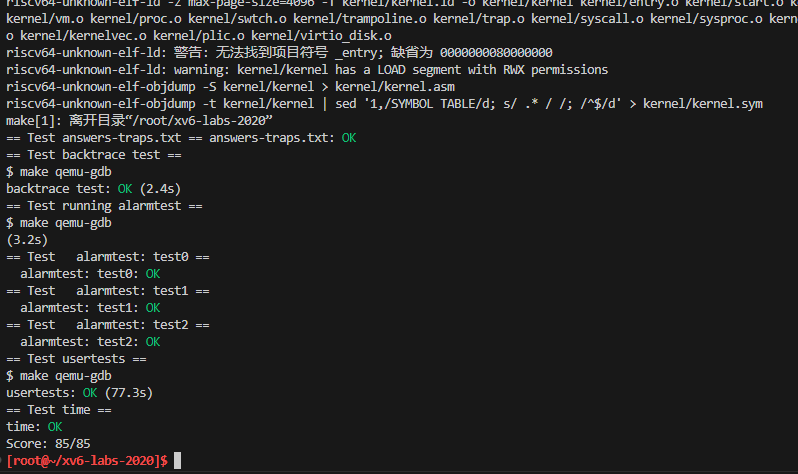 riscv64-unknown-elf-ld -z max-page-size=4096 -T kernel/kernel.ld -o kernel/kernel kernel/entry.o kernel/start.o k
kernel/vm.o kernel/proc.o kernel/swtch.o kernel/trampoline.o kernel/trap.o kernel/syscall.o kernel/sysproc.o kern
o kernel/kernelvec.o kernel/plic.o kernel/virtio_disk.o
riscv64-unknown-elf-ld: 警告: 无法找到项目符号 _entry; 缺省为 0000000080000000
riscv64-unknown-elf-ld: warning: kernel/kernel has a LOAD segment with RWX permissions
riscv64-unknown-elf-objdump -S kernel/kernel > kernel/kernel.asm
riscv64-unknown-elf-objdump -t kernel/kernel | sed '1,/SYMBOL TABLE/d; s/ .* / /; /^$/d' > kernel/kernel.sym
make[1]: 离开目录“/root/xv6-labs-2020”
== Test answers-traps.txt == answers-traps.txt: OK
== Test backtrace test ==
$ make qemu-gdb
backtrace test: OK (2.4s)
== Test running alarmtest ==
$ make qemu-gdb
(3.2s)
== Test   alarmtest: test0 ==
  alarmtest: test0: OK
== Test   alarmtest: test1 ==
  alarmtest: test1: OK
== Test   alarmtest: test2 ==
  alarmtest: test2: OK
== Test usertests ==
$ make qemu-gdb
usertests: OK (77.3s)
== Test time ==
time: OK
Score: 85/85
[root@~/xv6-labs-2020]$